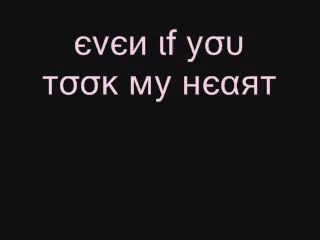 єνєи ιf уσυ
тσσк му нєαят